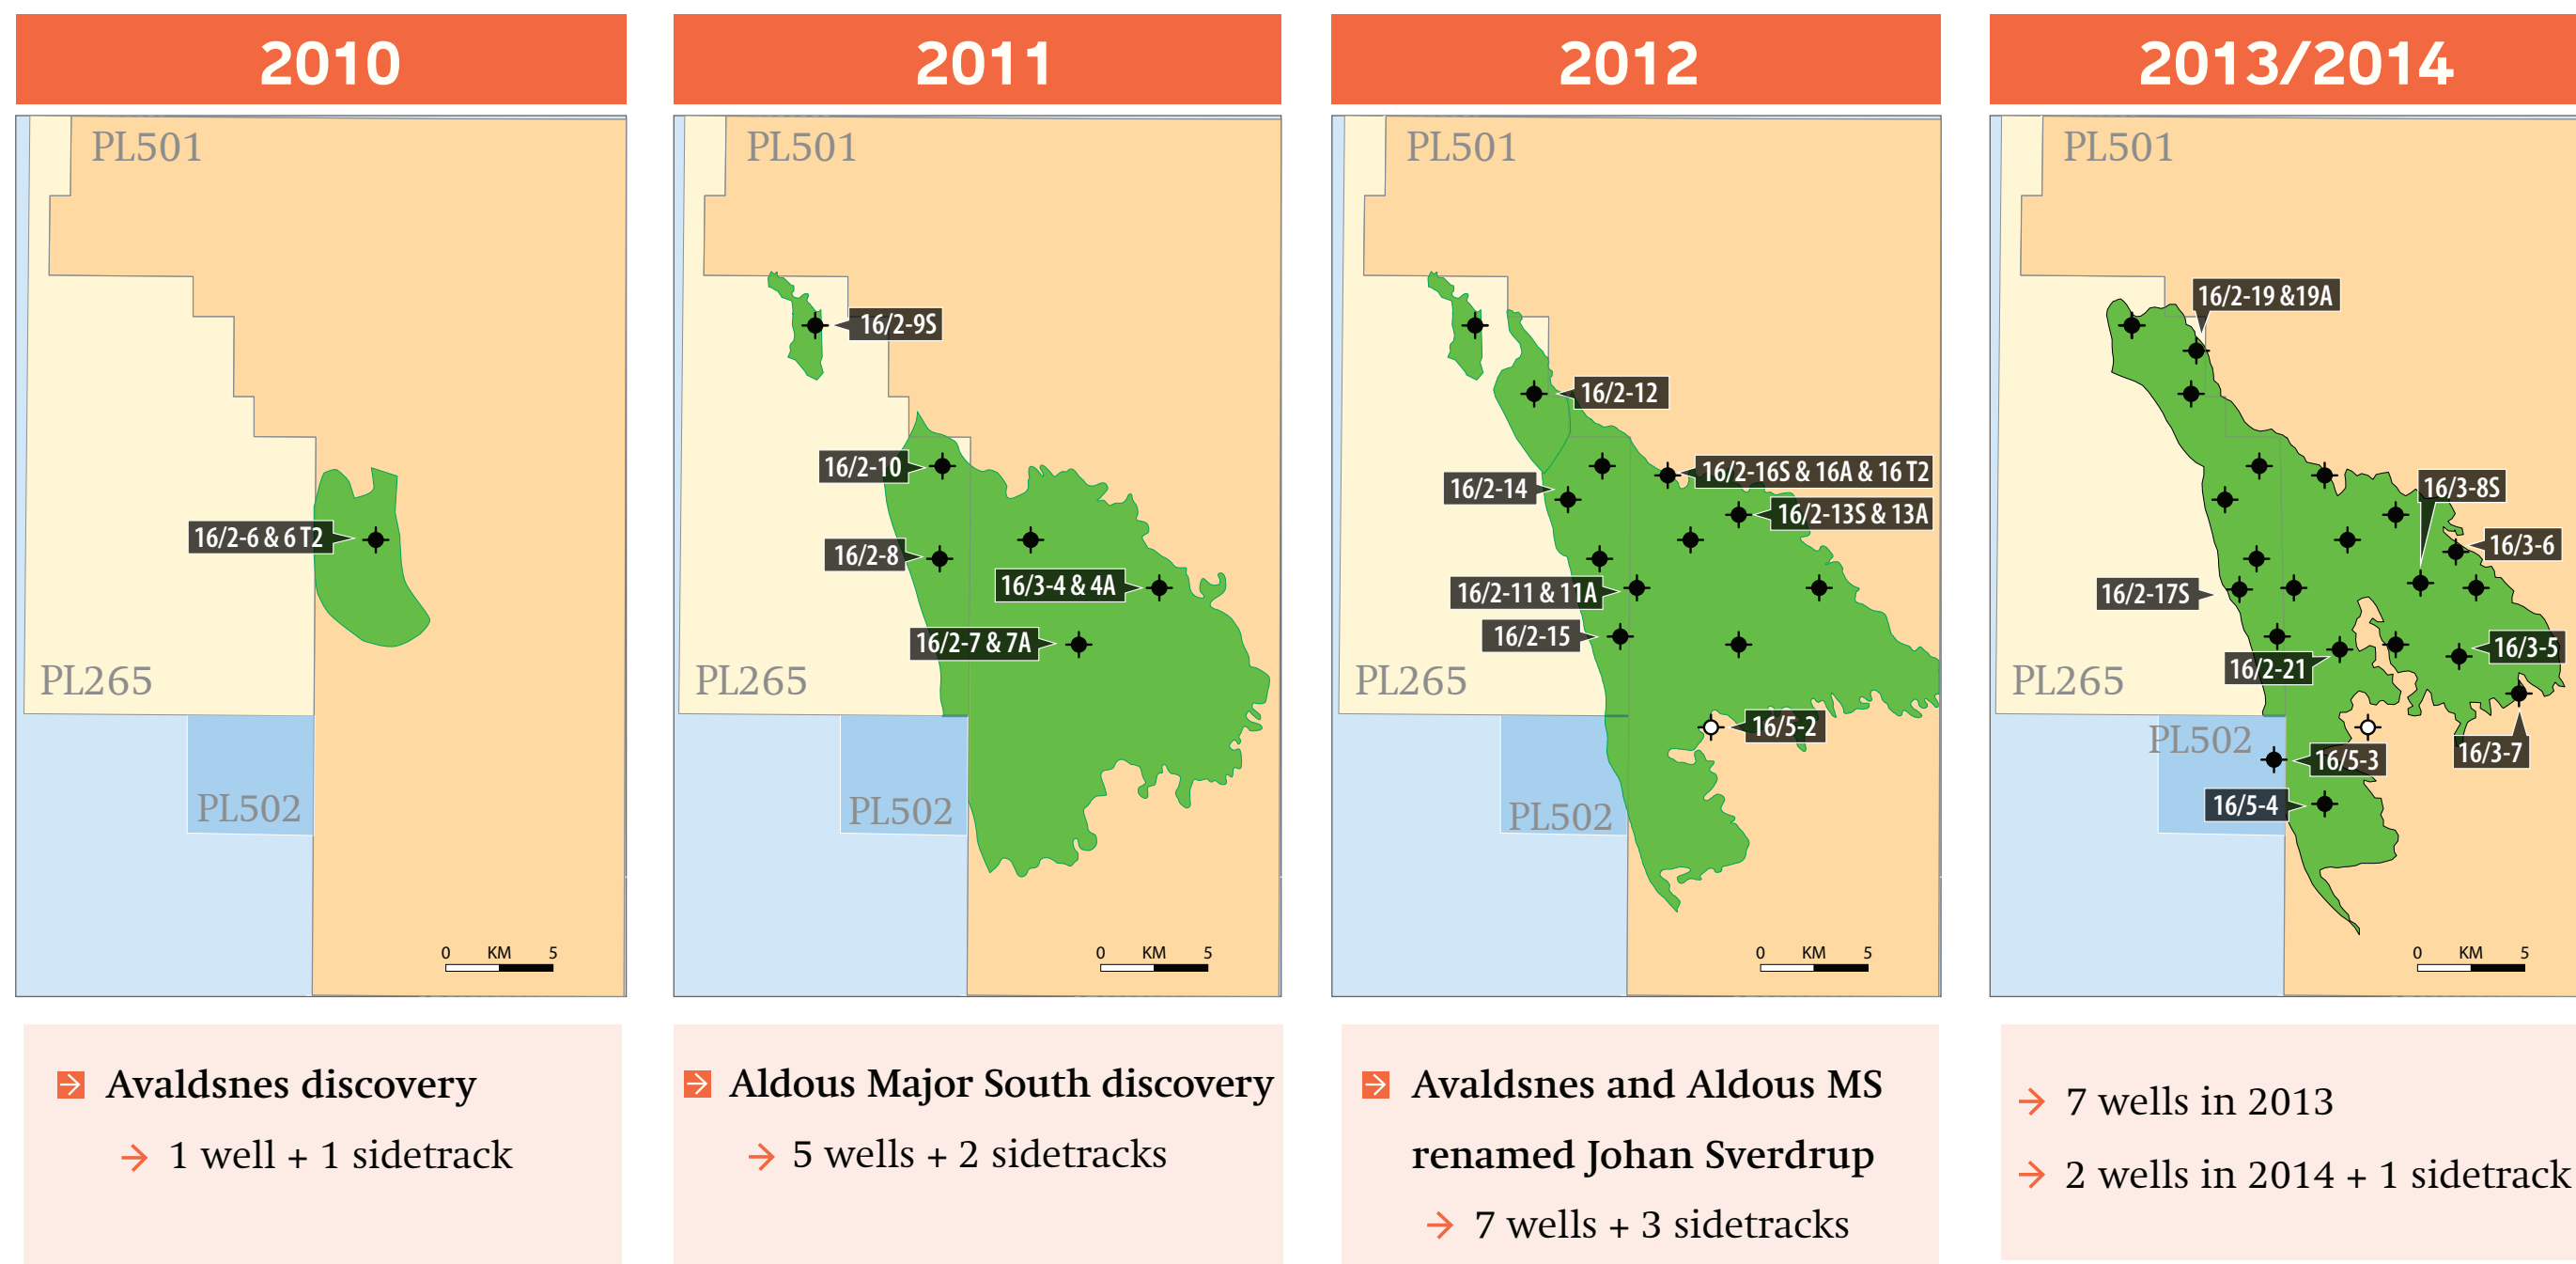 2010
PL501
16/2-6 & 6 T2
PL265
PL502
0 KM 5
Avaldsnes discovery
1 well + 1 sidetrack
2011
PL501
16/2-9S
16/2-10
16/2-8
16/3-4 & 4A
16/2-7 & 7A
PL265
PL502
0 KM 5
Aldous Major South discovery
5 wells + 2 sidetracks
2012
PL501
16/2-12
16/2-16S & 16A & 16 T2
16/2-14
16/2-13S & 13A
16/2-11 & 11A
16/2-15
PL265
16/5-2
PL502
0 KM 5
Avaldsnes and Aldous MS
renamed Johan Sverdrup
7 wells + 3 sidetracks
2013/2014
PL501
16/2-19 &19A
16/3-8S
16/3-6
16/2-17S
16/3-5
16/2-21
PL265
PL502
16/3-7
16/5-3
16/5-4
0 KM 5
7 wells in 2013
2 wells in 2014 + 1 sidetrack